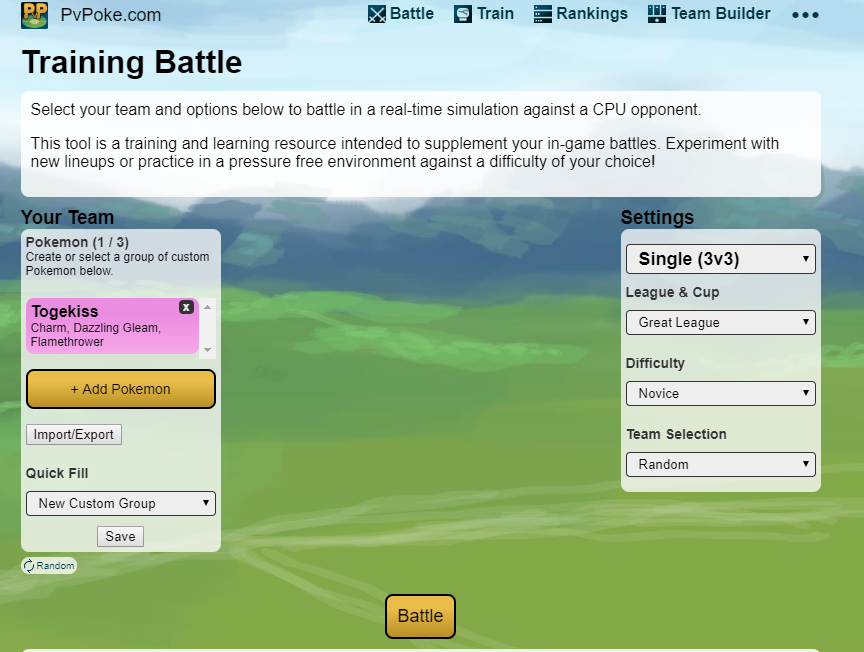 PvPoke.com
Battle
Train
Rankings
Team Builder
Training Battle
Select your team and options below to battle in a real-time simulation against a CPU opponent.
This tool is a training and learning resource intended to supplement your in-game battles. Experiment with
new lineups or practice in a pressure free environment against a difficulty of your choice!
Your Team
Pokemon (1 / 3)
Create or select a group of custom
Pokemon below.
Togekiss
X
Charm, Dazzling Gleam,
Flamethrower
+ Add Pokemon
Import/Export
Quick Fill
New Custom Group
Save
Random
Settings
Single (3v3)
League & Cup
Great League
Difficulty
Novice
Team Selection
Random
Battle